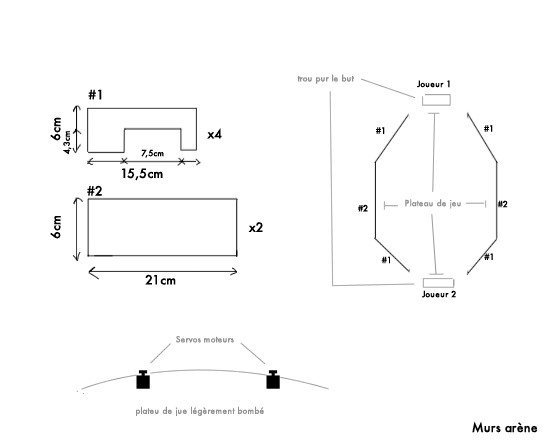 #1
6cm
4,3cm
7,5cm
x4
15,5cm
#2
6cm
x2
21cm
trou pur le but
Joueur 1
#1
#1
#2
Plateau de jeu
#2
#1
#1
Joueur 2
Servos moteurs
plateu de jue légèrement bombé
Murs arène